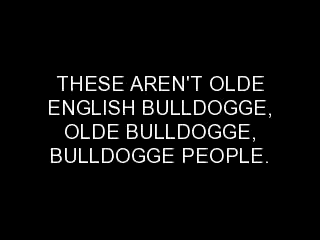 THESE AREN'T OLDE
ENGLISH BULLDOGGE,
OLDE BULLDOGGE,
BULLDOGGE PEOPLE.